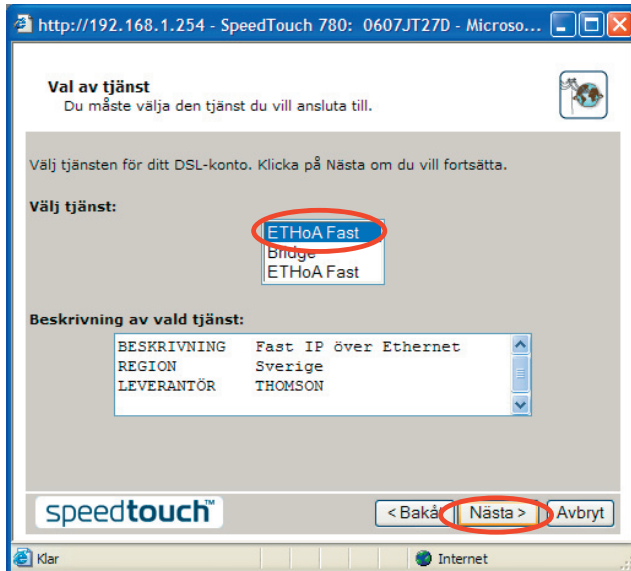 http://192.168.1.254 - SpeedTouch 780: 0607JT27D - Microso...
Val av tjänst
Du måste välja den tjänst du vill ansluta till.
Välj tjänsten för ditt DSL-konto. Klicka på Nästa om du vill fortsätta.
Välj tjänst:
ETHoA Fast
Bridge
ETHoA Fast
Beskrivning av vald tjänst:
BESKRIVNING Fast IP över Ethernet
REGION Sverige
LEVERANTÖR THOMSON
speedtouch™
< Bakåt Nästa > Avbryt
Klar Internet